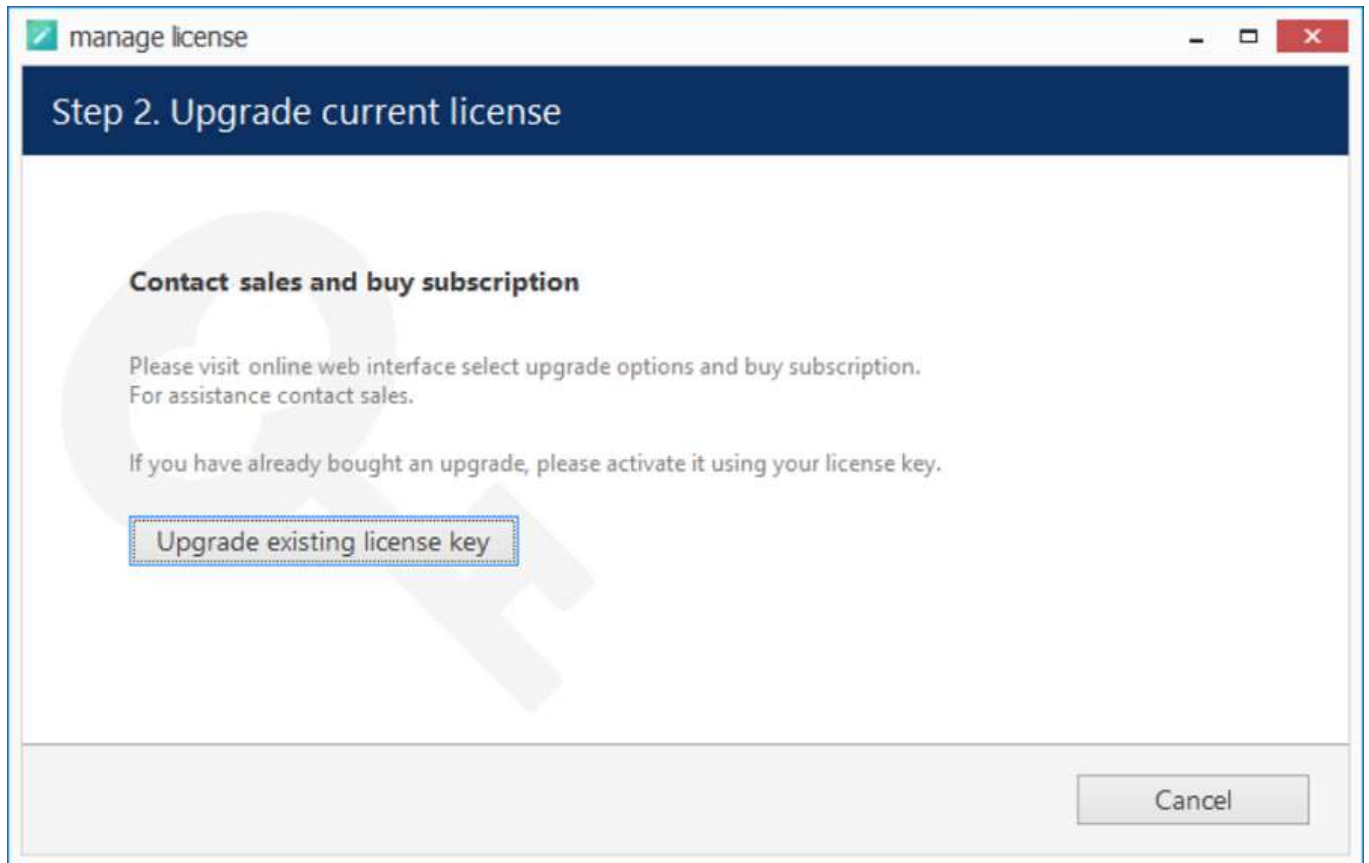 manage license
Step 2. Upgrade current license
Contact sales and buy subscription
Please visit online web interface select upgrade options and buy subscription.
For assistance contact sales.
If you have already bought an upgrade, please activate it using your license key.
Upgrade existing license key
Cancel